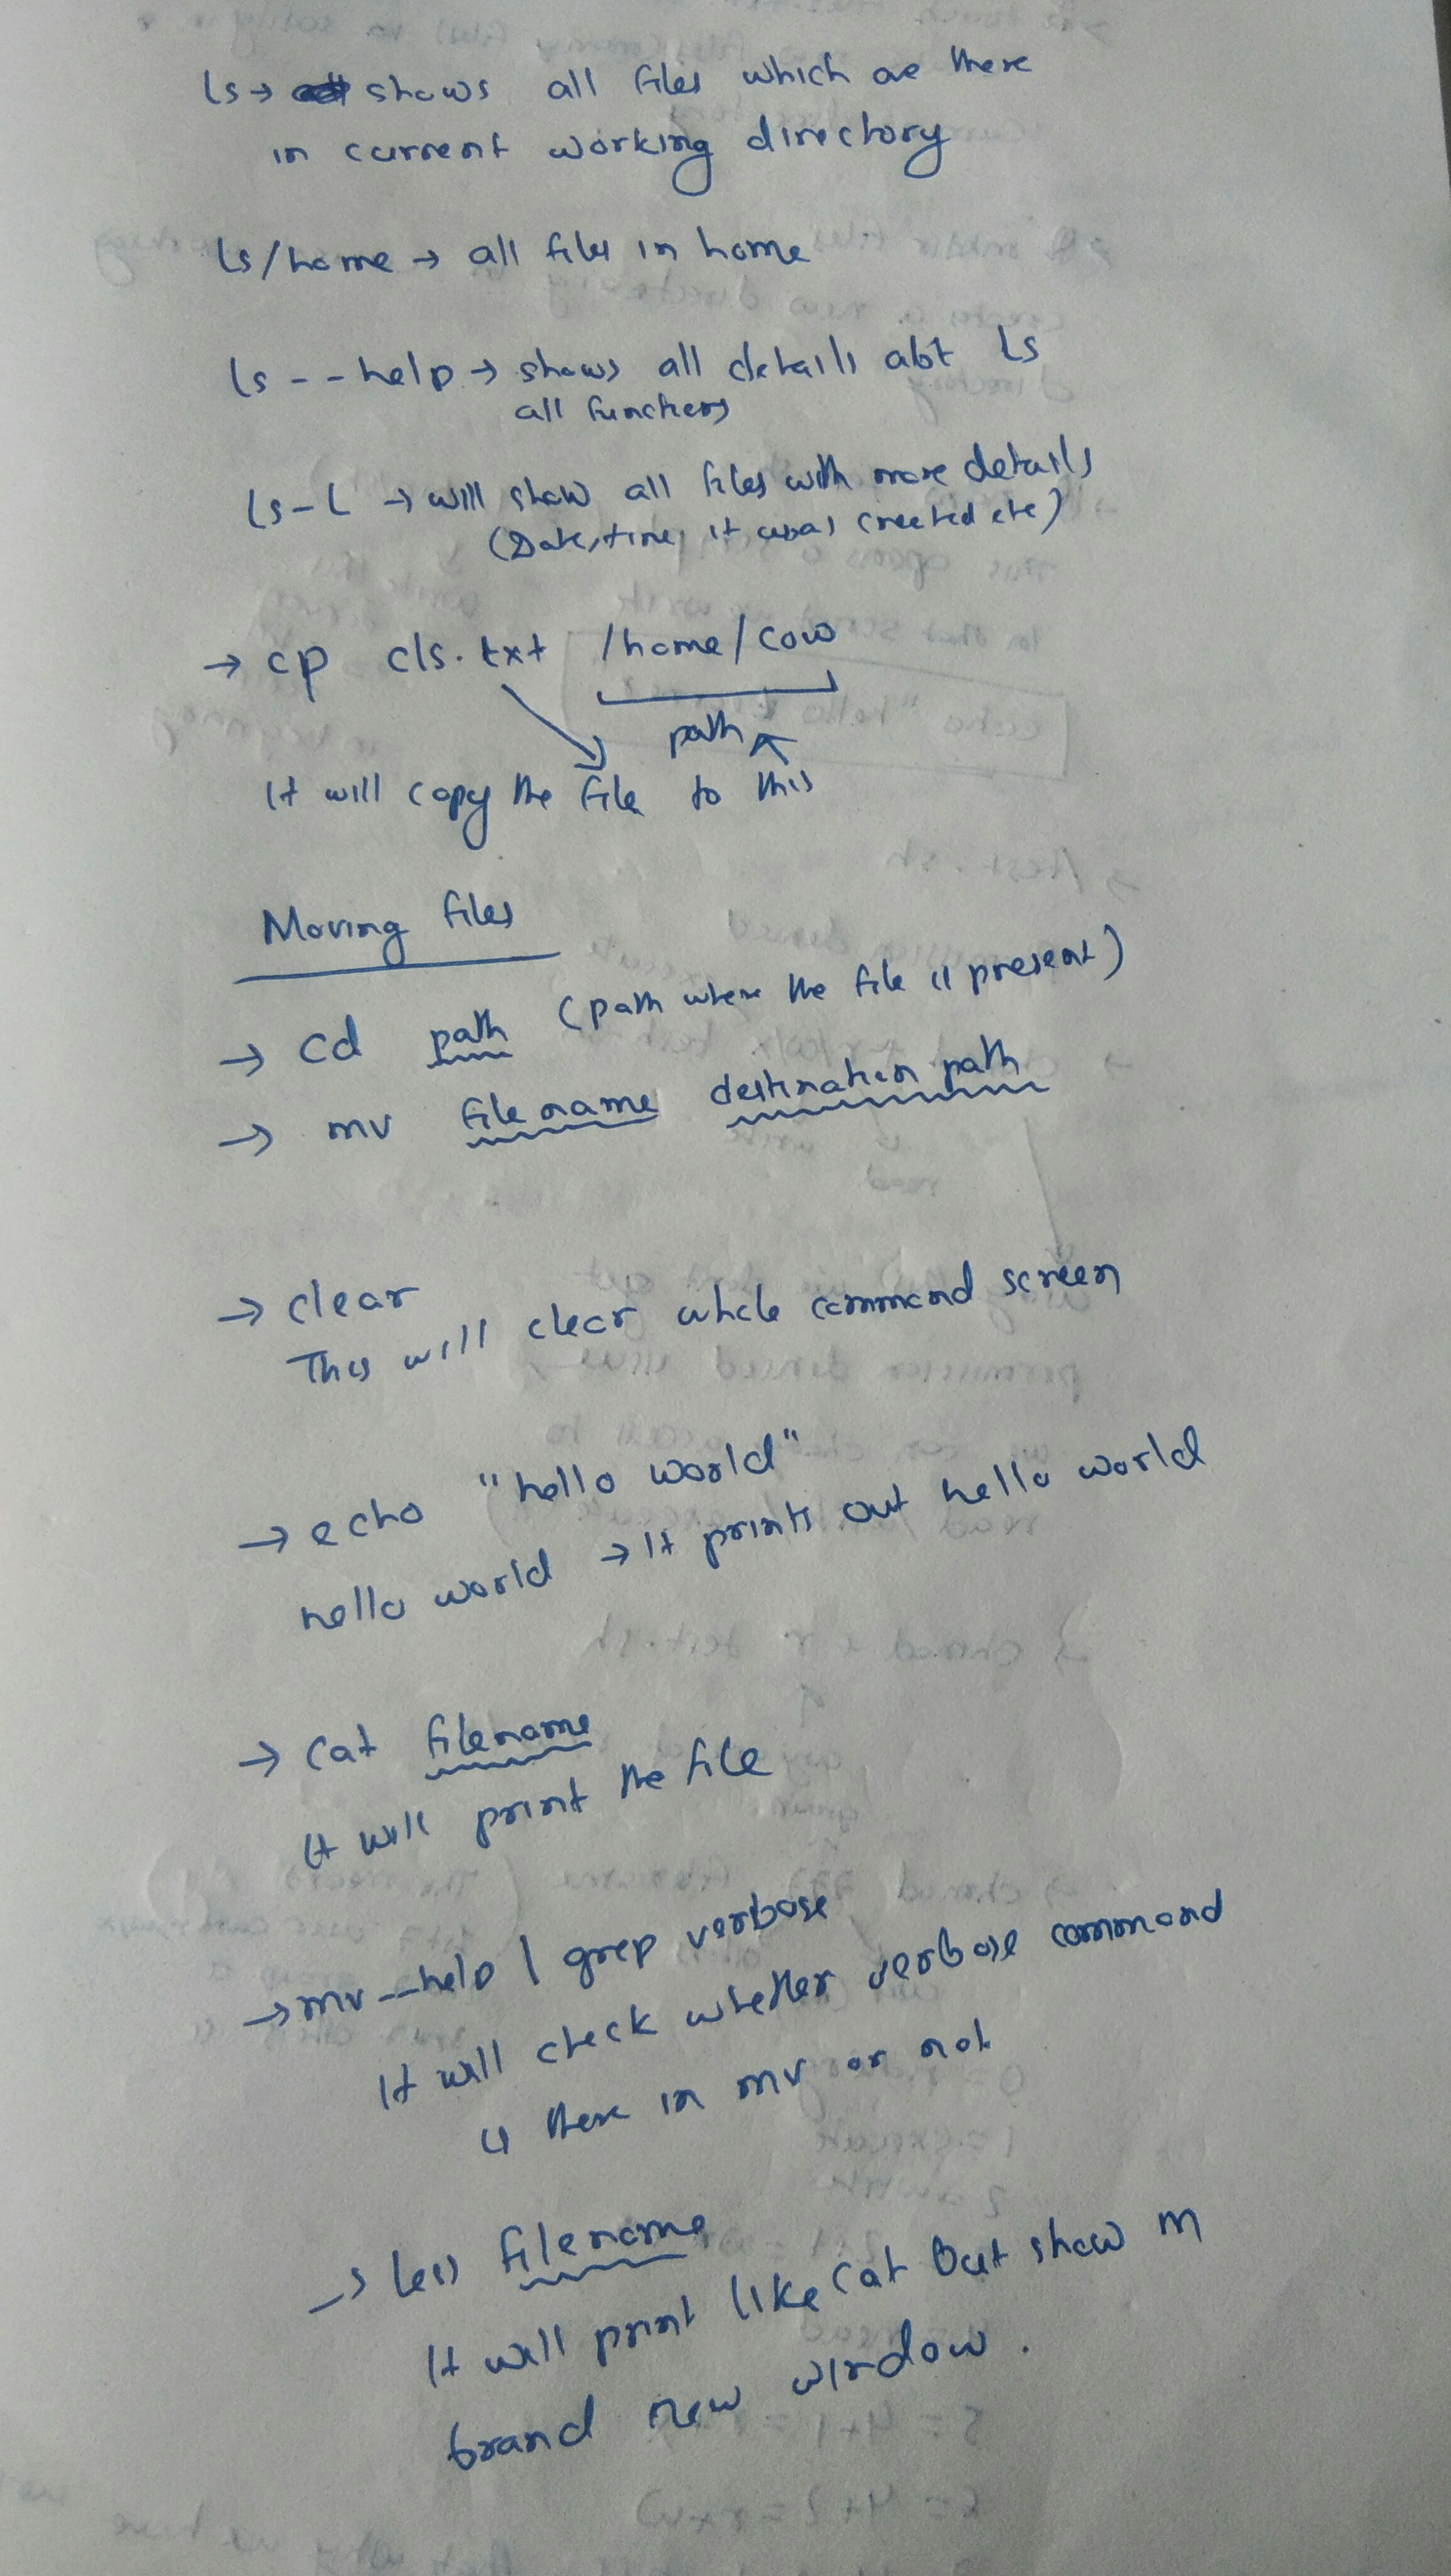 ls → shows all files which are there
in current working directory
ls/home → all files in home
ls --help → shows all details abt ls
all functions
ls-l → will show all files with more details
(Date, time, it was created etc)
→ cp cls.txt /home/cow
path
It will copy the file to this
Moving files
→ cd path (path where the file is present)
→ mv filename destination path
→ clear
This will clear whole command screen
→ echo "hello world"
hello world → It prints out hello world
→ cat filename
It will print the file
→ mv --help | grep verbose
It will check whether verbose command
is there in mv or not
→ less filename
It will print like cat but show in
brand new window.